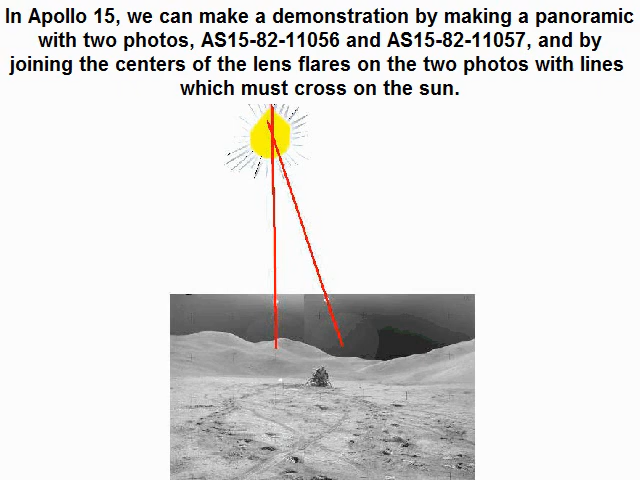 In Apollo 15, we can make a demonstration by making a panoramic
with two photos, AS15-82-11056 and AS15-82-11057, and by
joining the centers of the lens flares on the two photos with lines
which must cross on the sun.